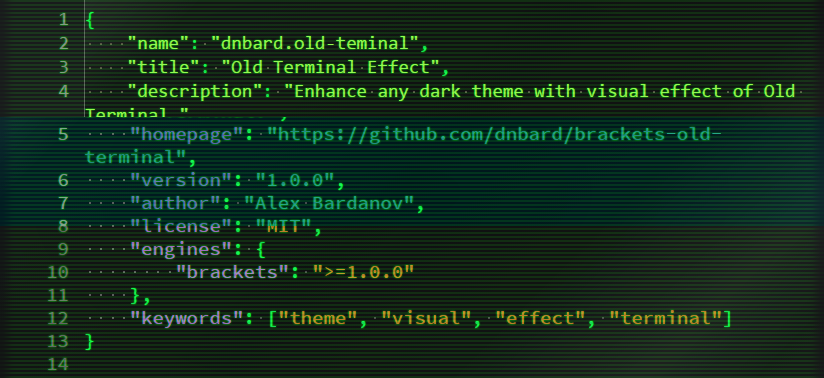 1 {
2 "name": "dnbard.old-teminal",
3 "title": "Old Terminal Effect",
4 "description": "Enhance any dark theme with visual effect of Old
Terminal."
5 "homepage": "https://github.com/dnbard/brackets-old-
terminal",
6 "version": "1.0.0",
7 "author": "Alex Bardanov",
8 "license": "MIT",
9 "engines": {
10 "brackets": ">=1.0.0"
11 },
12 "keywords": ["theme", "visual", "effect", "terminal"]
13 }
14